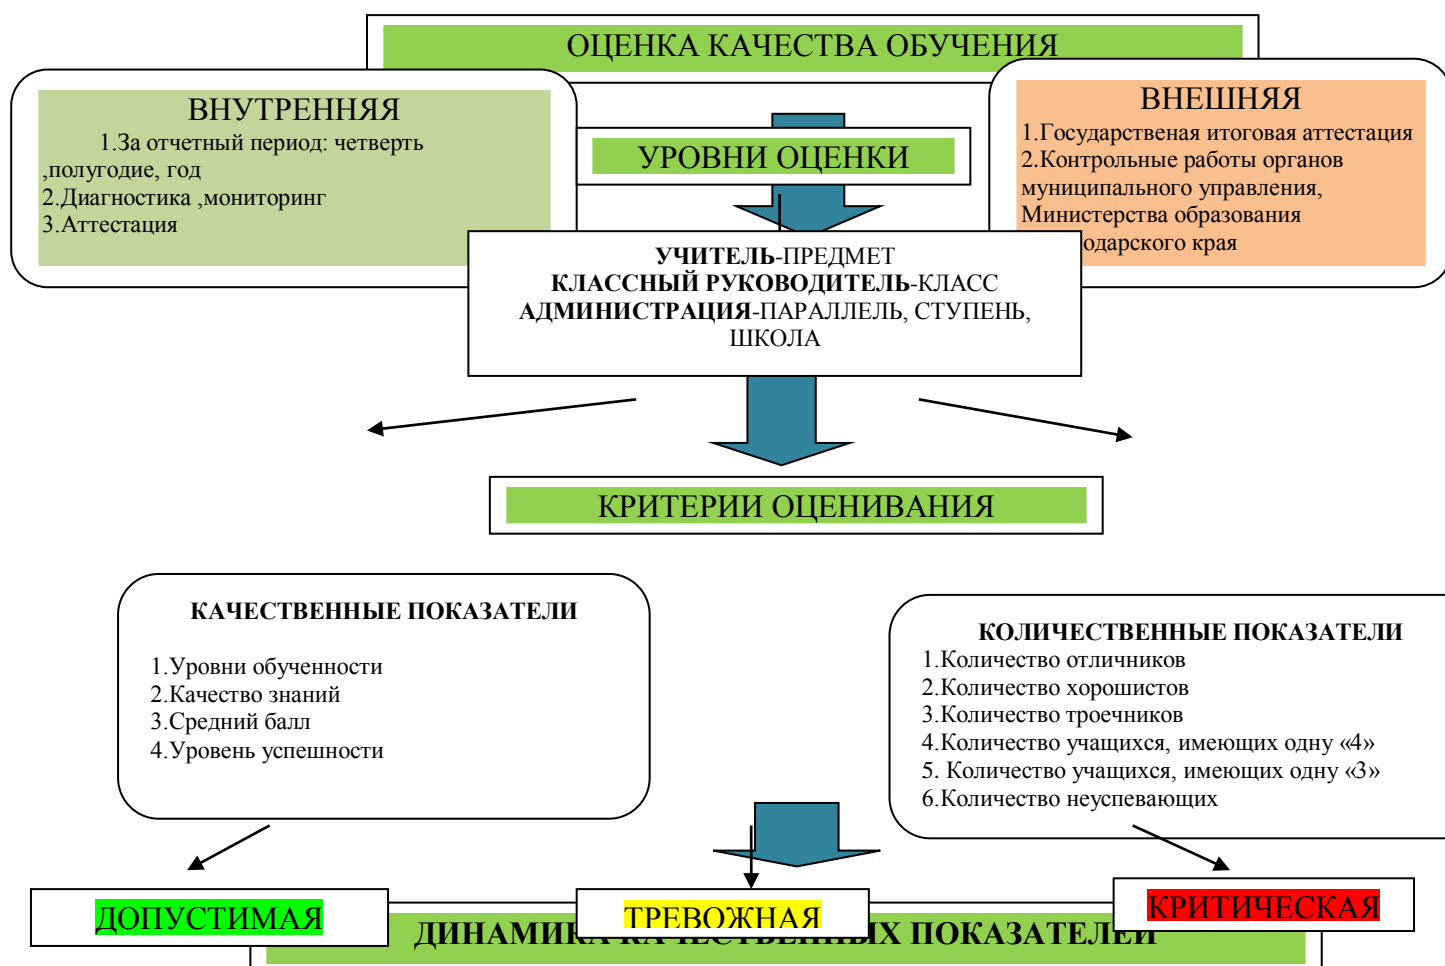 ОЦЕНКА КАЧЕСТВА ОБУЧЕНИЯ
ВНУТРЕННЯЯ
1.За отчетный период: четверть
,полугодие, год
2.Диагностика ,мониторинг
3.Аттестация
УРОВНИ ОЦЕНКИ
ВНЕШНЯЯ
1.Государственая итоговая аттестация
2.Контрольные работы органов
муниципального управления,
Министерства образования
одарского края
УЧИТЕЛЬ-ПРЕДМЕТ
КЛАССНЫЙ РУКОВОДИТЕЛЬ-КЛАСС
АДМИНИСТРАЦИЯ-ПАРАЛЛЕЛЬ, СТУПЕНЬ,
ШКОЛА
КРИТЕРИИ ОЦЕНИВАНИЯ
КАЧЕСТВЕННЫЕ ПОКАЗАТЕЛИ
1.Уровни обученности
2.Качество знаний
3.Средний балл
4.Уровень успешности
КОЛИЧЕСТВЕННЫЕ ПОКАЗАТЕЛИ
1.Количество отличников
2.Количество хорошистов
3.Количество троечников
4.Количество учащихся, имеющих одну «4»
5. Количество учащихся, имеющих одну «3»
6.Количество неуспевающих
ДОПУСТИМАЯ
ТРЕВОЖНАЯ
КРИТИЧЕСКАЯ
ДИНАМИКА КАЧЕСТВЕННЫХ ПОКАЗАТЕЛЕЙ